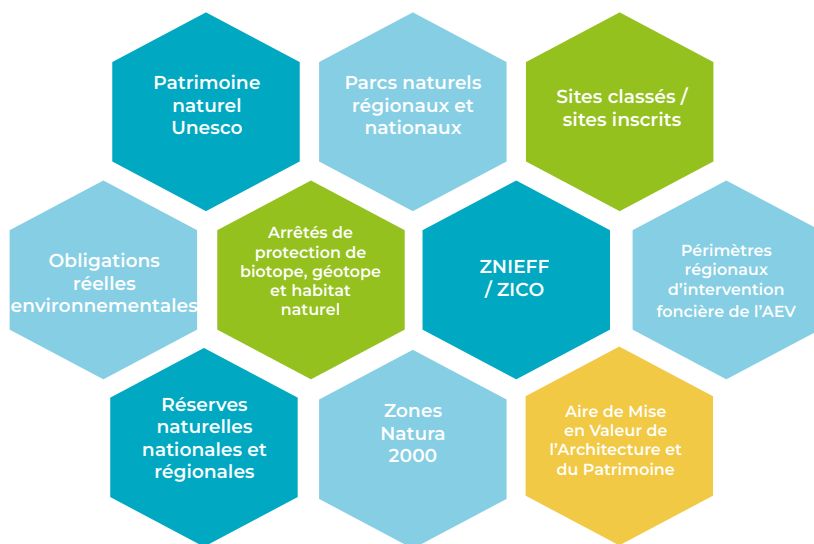 Patrimoine
naturel
Unesco
Parcs naturels
régionaux et
nationaux
Sites classés /
sites inscrits
Obligations
réelles
environnementales
Arrêtés de
protection de
biotope, géotope
et habitat
naturel
ZNIEFF
/ ZICO
Périmètres
régionaux
d’intervention
foncière de l’AEV
Réserves
naturelles
nationales et
régionales
Zones
Natura
2000
Aire de Mise
en Valeur de
l’Architecture et
du Patrimoine